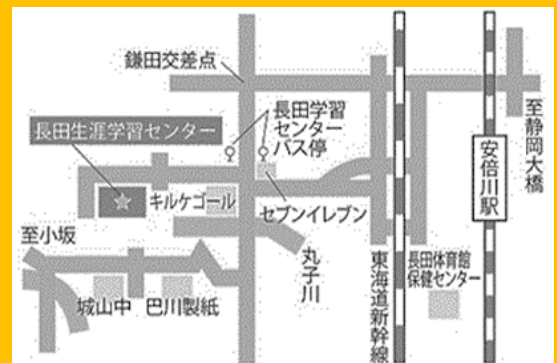 鎌田交差点
長田学習
センター
バス停
長田生涯学習センター
至静岡大橋
安倍川駅
キルケゴール
セブンイレブン
至小坂
丸子川
東海道新幹線
長田体育館
保健センター
城山中
巴川製紙